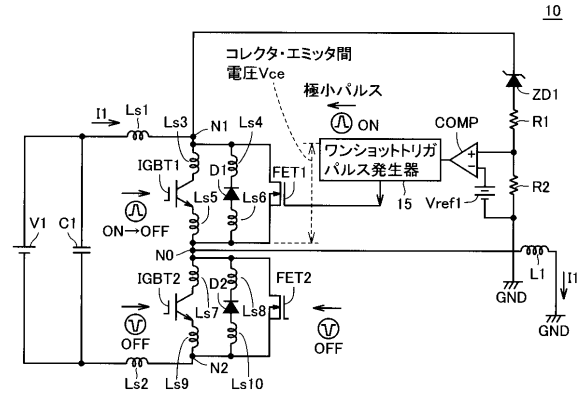 10
コレクタ・エミッタ間
電圧Vce
極小パルス
ON
ZD1
I1
Ls1
Ls3
N1
Ls4
COMP
R1
IGBT1
D1
FET1
ワンショットトリガ
パルス発生器
15
+
-
Vref1
R2
Ls5
Ls6
ON→OFF
V1
C1
N0
L1
I1
IGBT2
D2
FET2
GND
GND
Ls7
Ls8
OFF
OFF
Ls2
Ls9
N2
Ls10